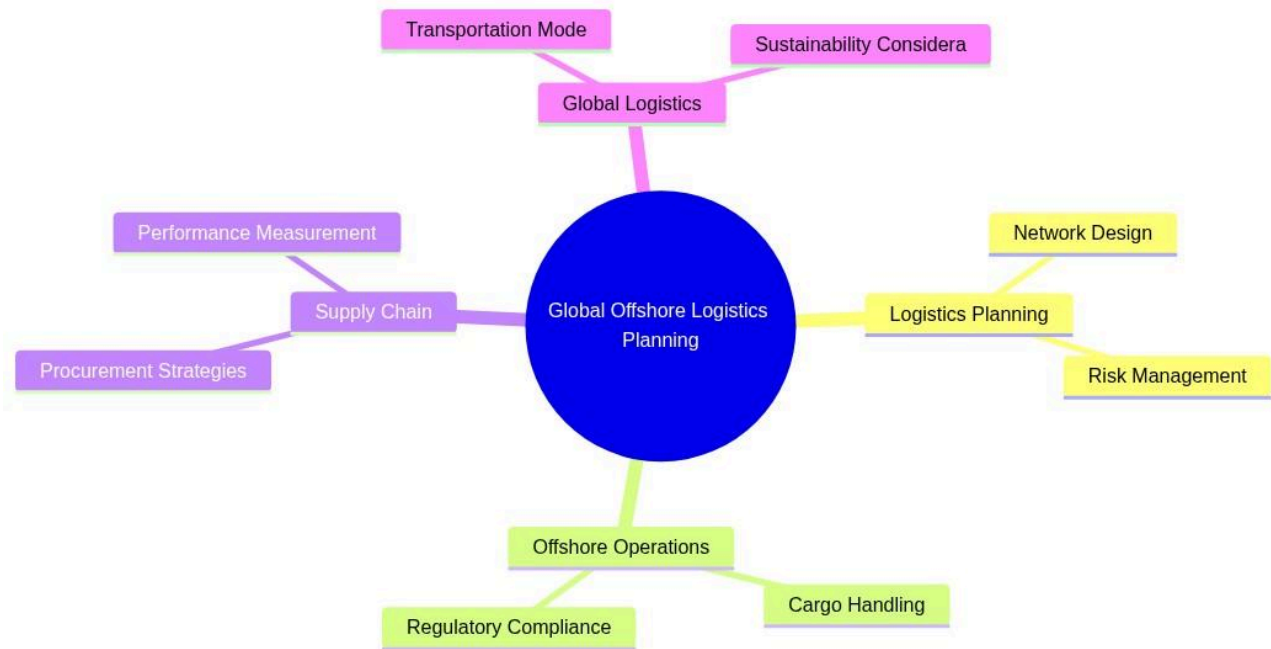 Transportation Mode
Sustainability Considera
Global Logistics
Performance Measurement
Network Design
Supply Chain
Global Offshore Logistics
Planning
Logistics Planning
Procurement Strategies
Risk Management
Offshore Operations
Cargo Handling
Regulatory Compliance